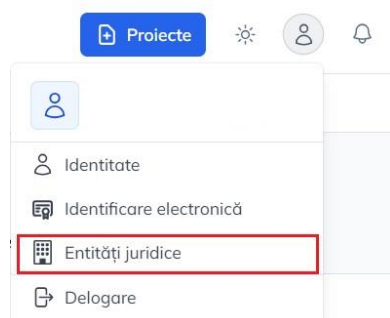 Proiecte
Identitate
Identificare electronică
Entități juridice
Delogare